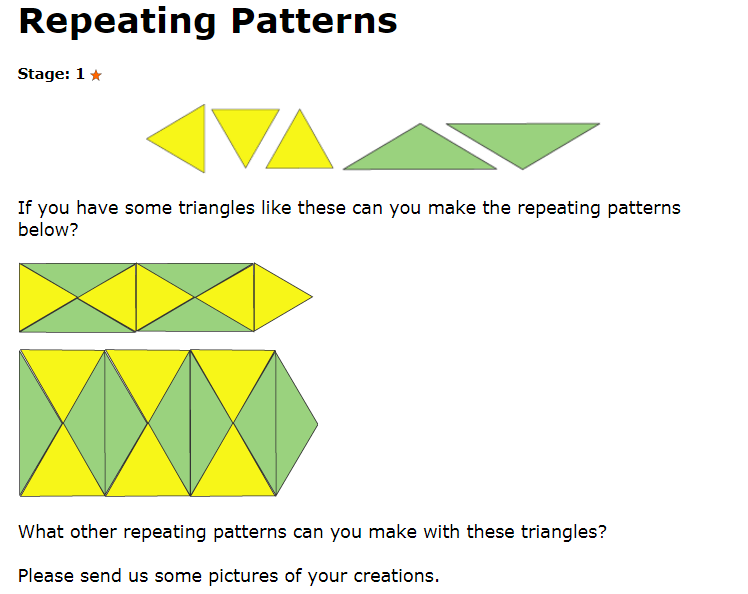 Repeating Patterns
Stage: 1
If you have some triangles like these can you make the repeating patterns
below?
What other repeating patterns can you make with these triangles?
Please send us some pictures of your creations.